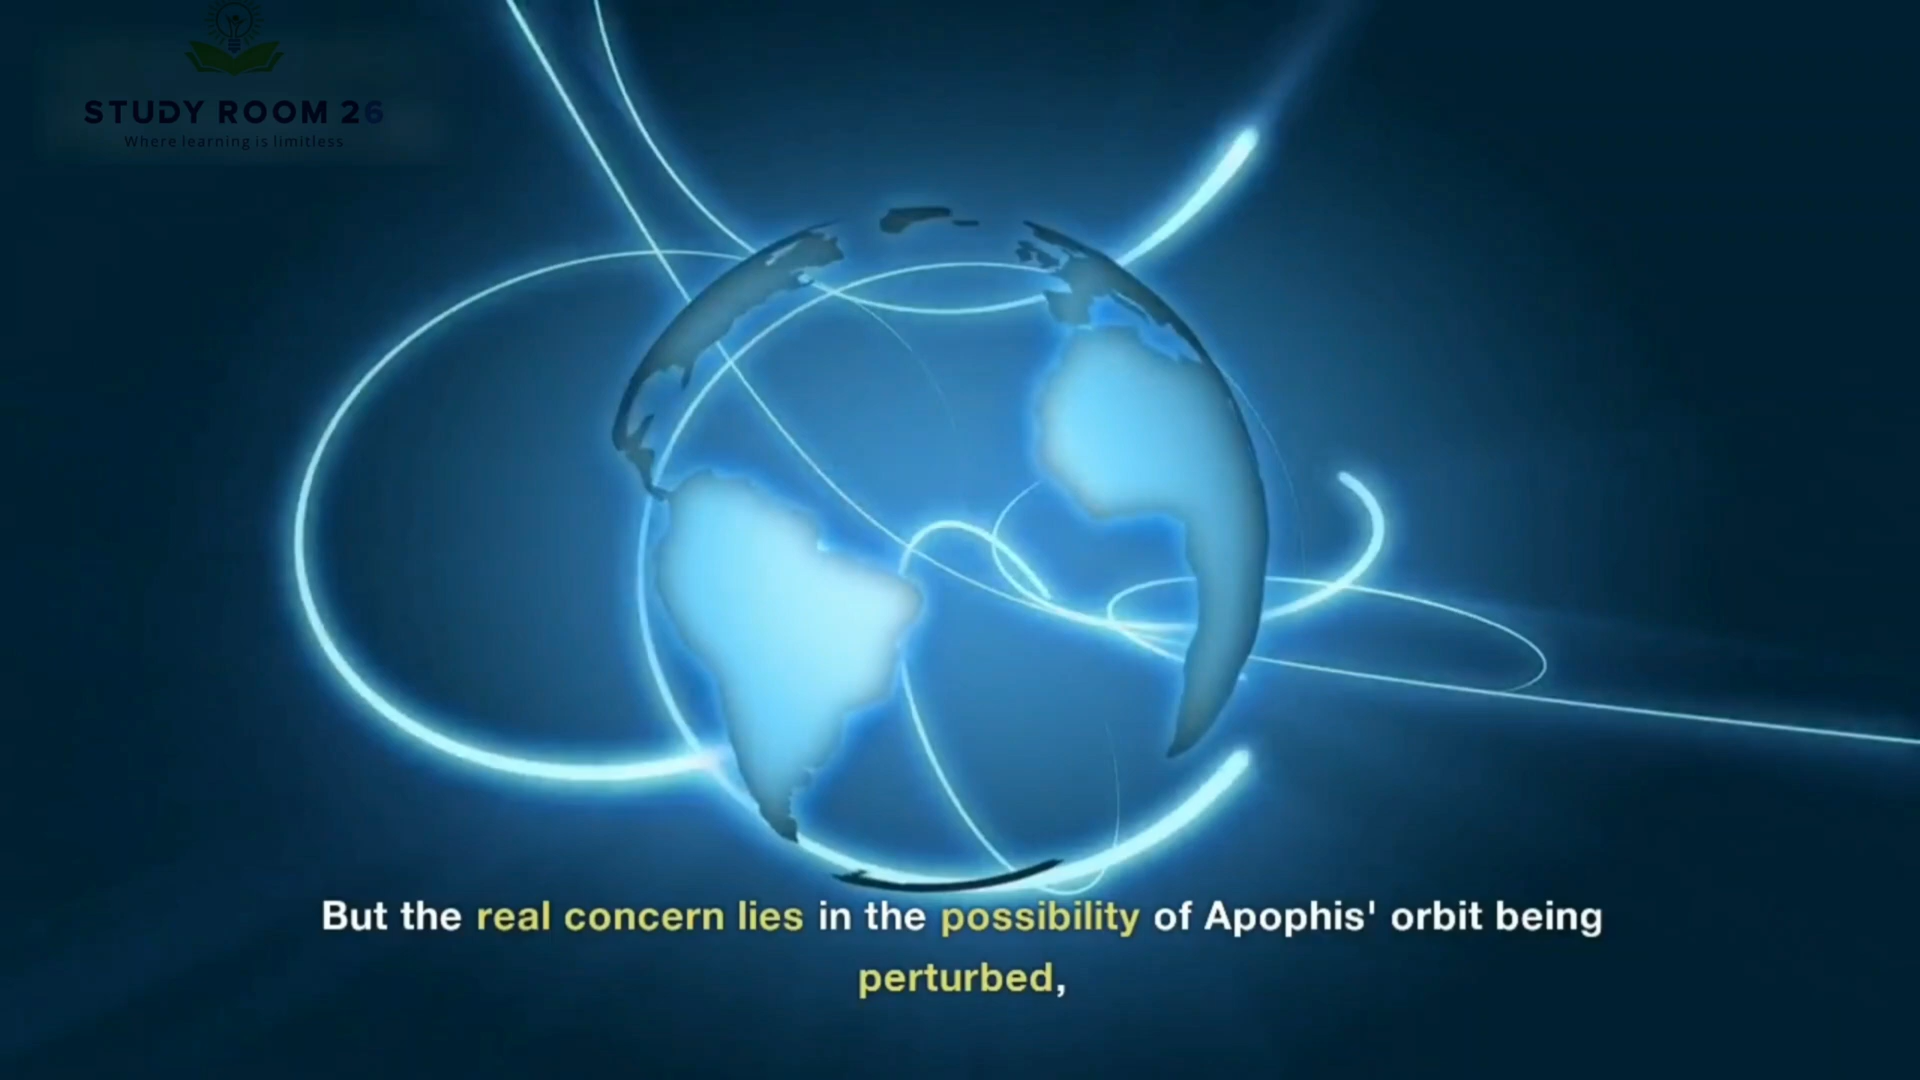 STUDY ROOM 26
Where learning is limitless
But the real concern lies in the possibility of Apophis' orbit being
perturbed,